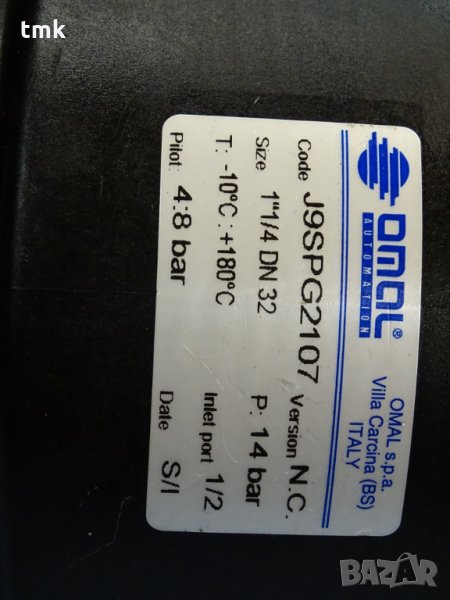 tmk
OMAL®
AUTOMATION
OMAL s.p.a.
Villa Carcina (BS)
ITALY
Code J9SPG2107 Version N.C.
Size 1"1/4 DN 32 P: 14 bar
T: -10°C : +180°C Inlet port 1/2
Pilot: 4:8 bar Date S/I
BAZAR